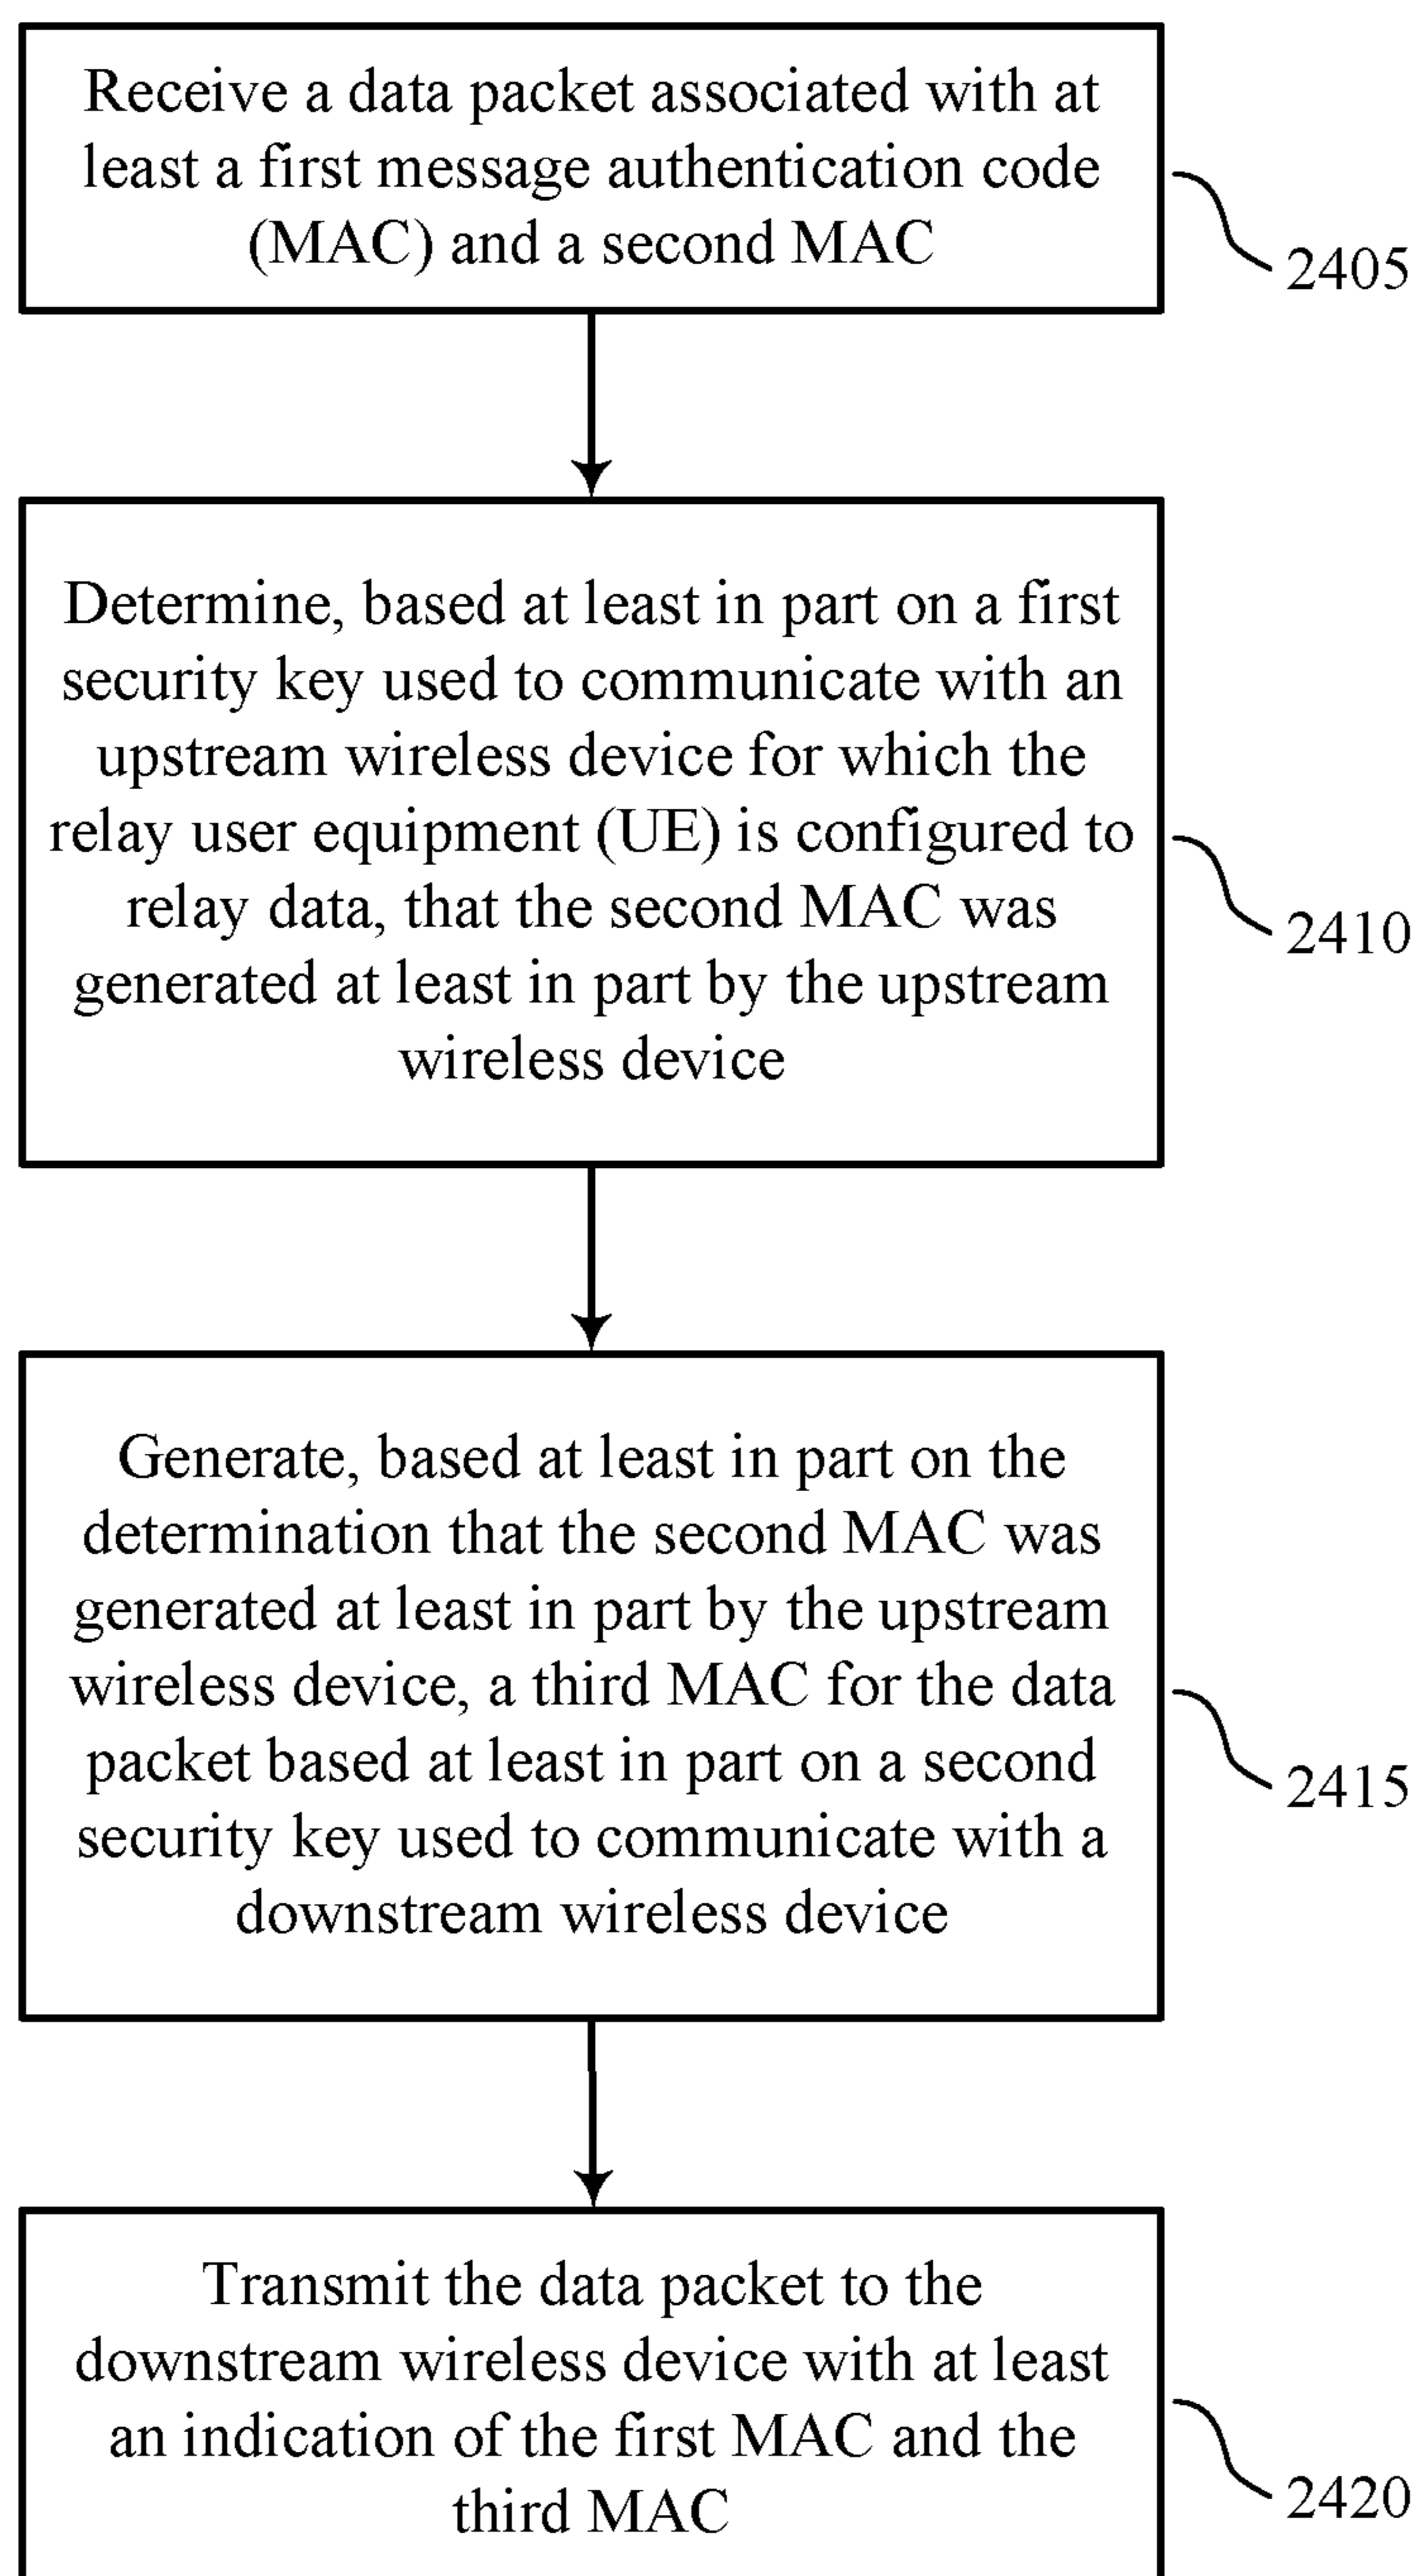 Receive a data packet associated with at
least a first message authentication code
(MAC) and a second MAC
2405
Determine, based at least in part on a first
security key used to communicate with an
upstream wireless device for which the
relay user equipment (UE) is configured to
relay data, that the second MAC was
generated at least in part by the upstream
wireless device
2410
Generate, based at least in part on the
determination that the second MAC was
generated at least in part by the upstream
wireless device, a third MAC for the data
packet based at least in part on a second
security key used to communicate with a
downstream wireless device
2415
Transmit the data packet to the
downstream wireless device with at least
an indication of the first MAC and the
third MAC
2420